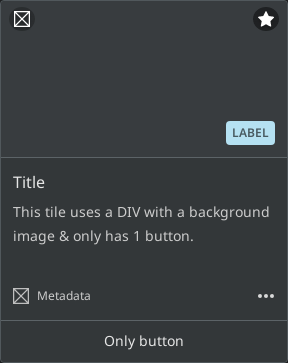 LABEL
Title
This tile uses a DIV with a background
image & only has 1 button.
Metadata
Only button